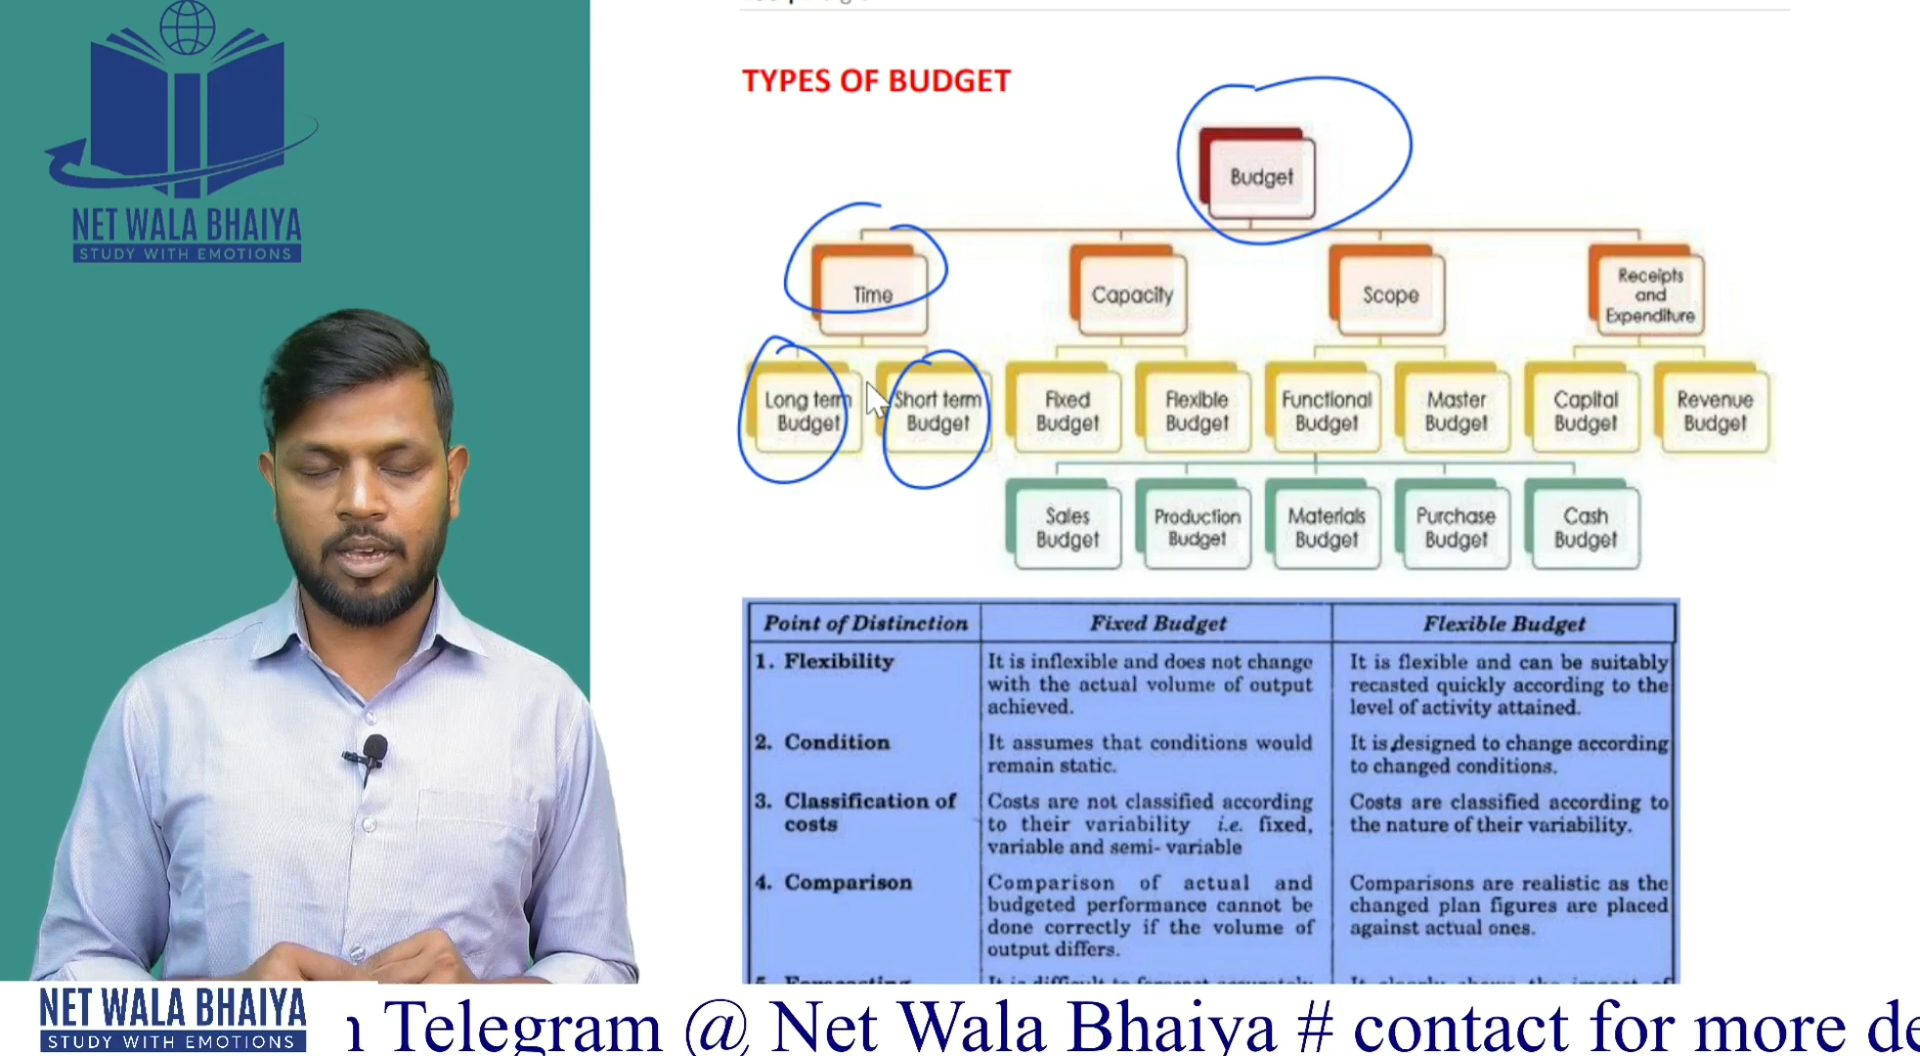 NET WALA BHAIYA
STUDY WITH EMOTIONS
TYPES OF BUDGET
Budget
Time
Capacity
Scope
Receipts
and
Expenditure
Long term
Budget
Short term
Budget
Fixed
Budget
Flexible
Budget
Functional
Budget
Master
Budget
Capital
Budget
Revenue
Budget
Sales
Budget
Production
Budget
Materials
Budget
Purchase
Budget
Cash
Budget
Point of Distinction
Fixed Budget
Flexible Budget
1. Flexibility
It is inflexible and does not change
with the actual volume of output
achieved.
It is flexible and can be suitably
recasted quickly according to the
level of activity attained.
2. Condition
It assumes that conditions would
remain static.
It is designed to change according
to changed conditions.
3. Classification of
costs
Costs are not classified according
to their variability i.e. fixed,
variable and semi-variable
Costs are classified according to
the nature of their variability.
4. Comparison
Comparison of actual and
budgeted performance cannot be
done correctly if the volume of
output differs.
Comparisons are realistic as the
changed plan figures are placed
against actual ones.
NET WALA BHAIYA
STUDY WITH EMOTIONS
Telegram @ Net Wala Bhaiya # contact for more de